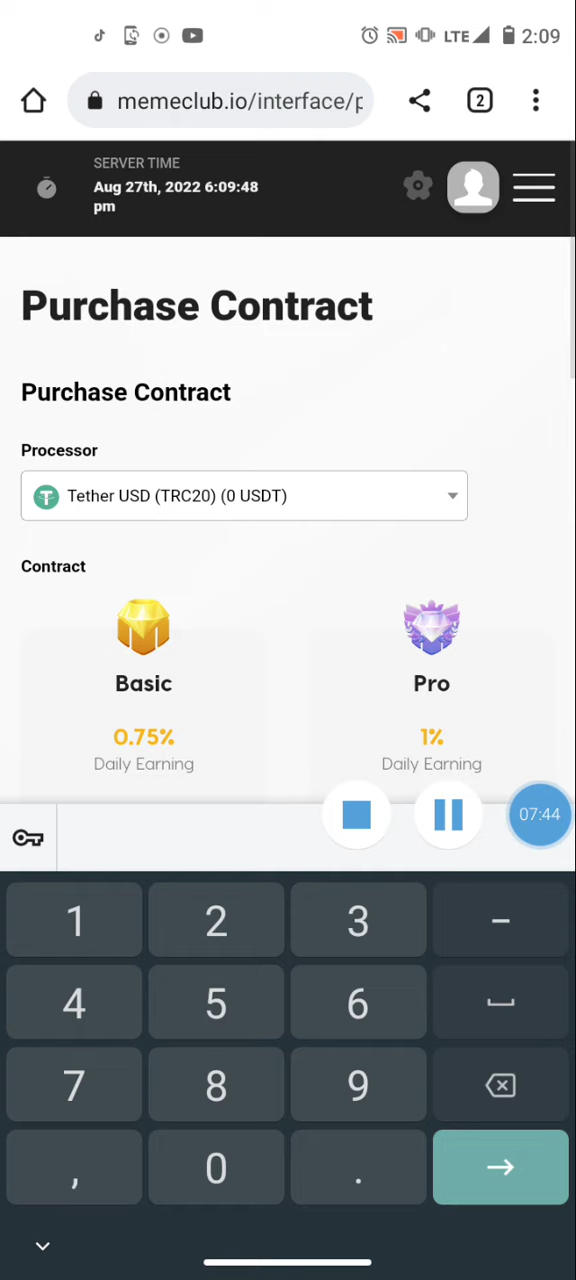 LTE 2:09
memeclub.io/interface/p
2
SERVER TIME
Aug 27th, 2022 6:09:48
pm
Purchase Contract
Purchase Contract
Processor
Tether USD (TRC20) (0 USDT)
Contract
Basic
Pro
0.75%
1%
Daily Earning
Daily Earning
07:44
1 2 3 -
4 5 6
7 8 9
, 0 .